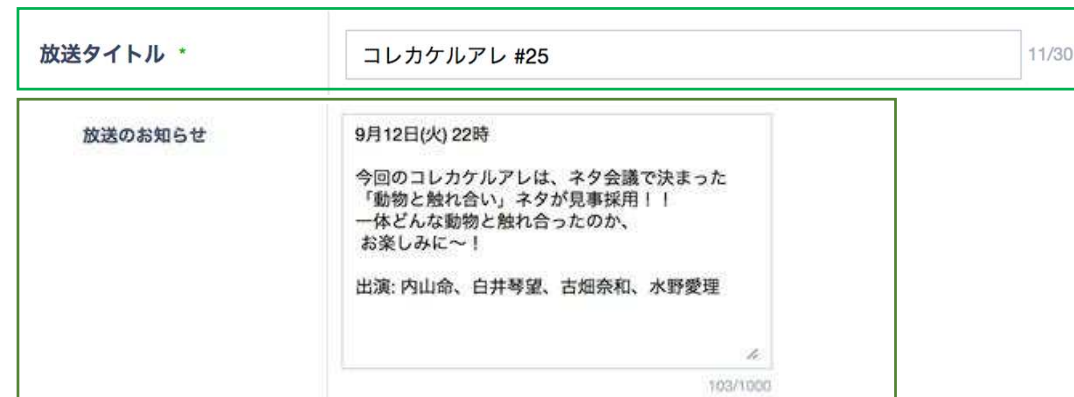 放送タイトル *
コレカケルアレ #25
11/30
放送のお知らせ
9月12日(火) 22時
今回のコレカケルアレは、ネタ会議で決まった
「動物と触れ合い」ネタが見事採用！！
一体どんな動物と触れ合ったのか、
お楽しみに〜！
出演: 内山命、白井琴望、古畑奈和、水野愛理
103/1000